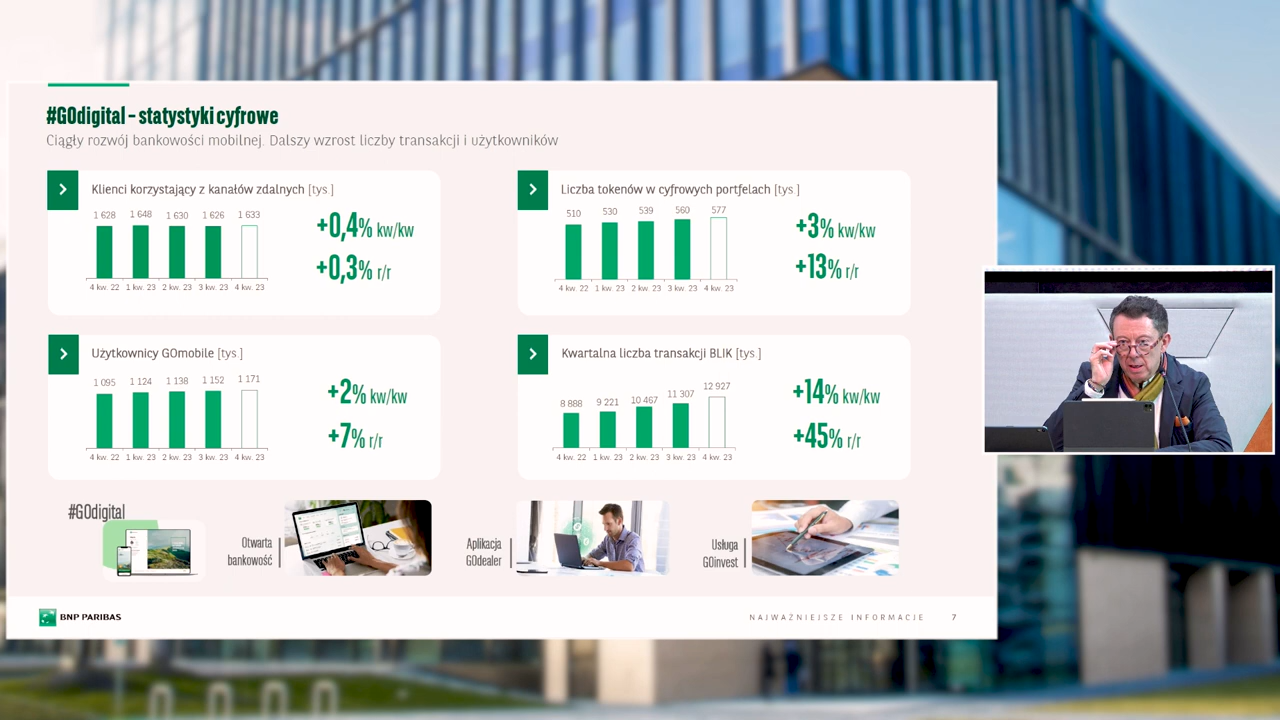 #GOdigital – statystyki cyfrowe
Ciągły rozwój bankowości mobilnej. Dalszy wzrost liczby transakcji i użytkowników
Klienci korzystający z kanałów zdalnych [tys.]
1 628 1 648 1 630 1 626 1 633
4 kw. 22 1 kw. 23 2 kw. 23 3 kw. 23 4 kw. 23
+0,4% kw/kw
+0,3% r/r
Liczba tokenów w cyfrowych portfelach [tys.]
510 530 539 560 577
4 kw. 22 1 kw. 23 2 kw. 23 3 kw. 23 4 kw. 23
+3% kw/kw
+13% r/r
Użytkownicy GOmobile [tys.]
1 095 1 124 1 138 1 152 1 171
4 kw. 22 1 kw. 23 2 kw. 23 3 kw. 23 4 kw. 23
+2% kw/kw
+7% r/r
Kwartalna liczba transakcji BLIK [tys.]
8 888 9 221 10 467 11 307 12 927
4 kw. 22 1 kw. 23 2 kw. 23 3 kw. 23 4 kw. 23
+14% kw/kw
+45% r/r
#GOdigital
Otwarta
bankowość
Aplikacja
GOdealer
Usługa
GOinvest
BNP PARIBAS
NAJWAŻNIEJSZE INFORMACJE 7